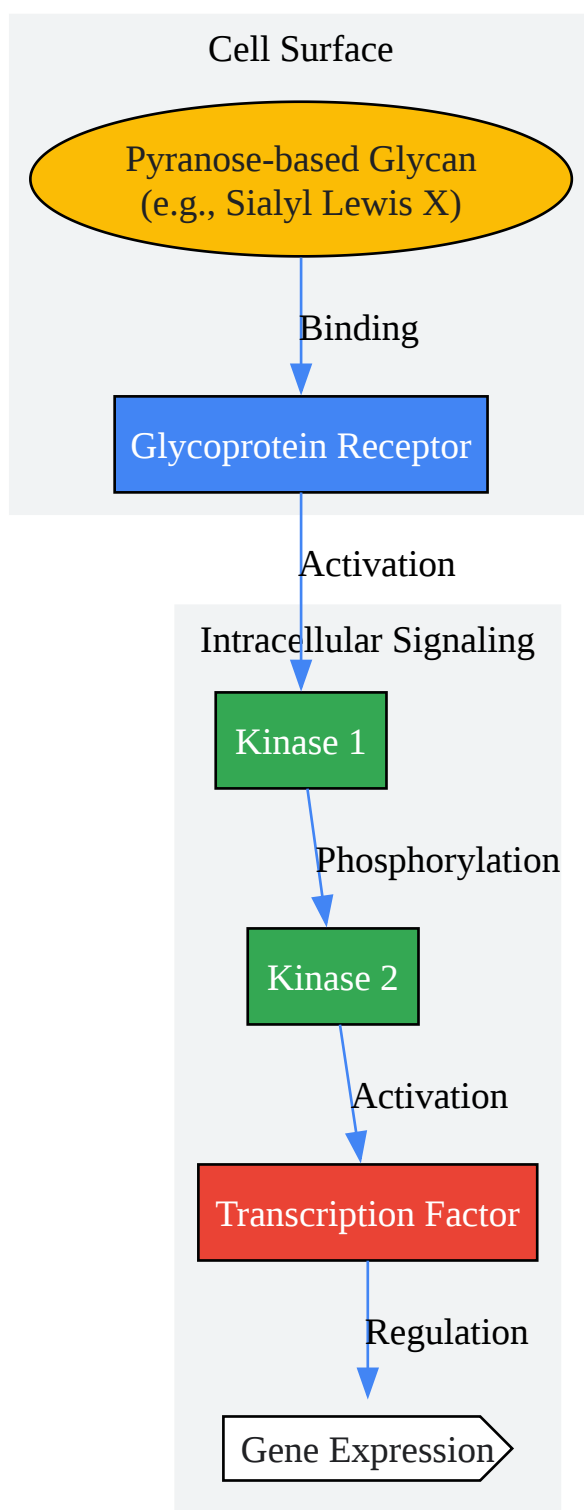 Cell Surface
Pyranose-based Glycan
(e.g., Sialyl Lewis X)
Binding
Glycoprotein Receptor
Activation
Intracellular Signaling
Kinase 1
Phosphorylation
Kinase 2
Activation
Transcription Factor
Regulation
Gene Expression